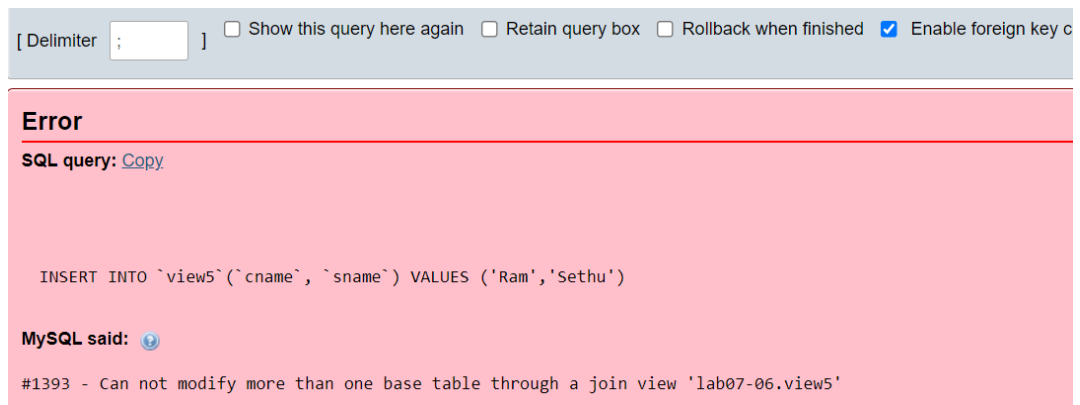 [ Delimiter ; ] Show this query here again Retain query box Rollback when finished Enable foreign key c
Error
SQL query: Copy
INSERT INTO `view5`(`cname`, `sname`) VALUES ('Ram','Sethu')
MySQL said:
#1393 - Can not modify more than one base table through a join view 'lab07-06.view5'